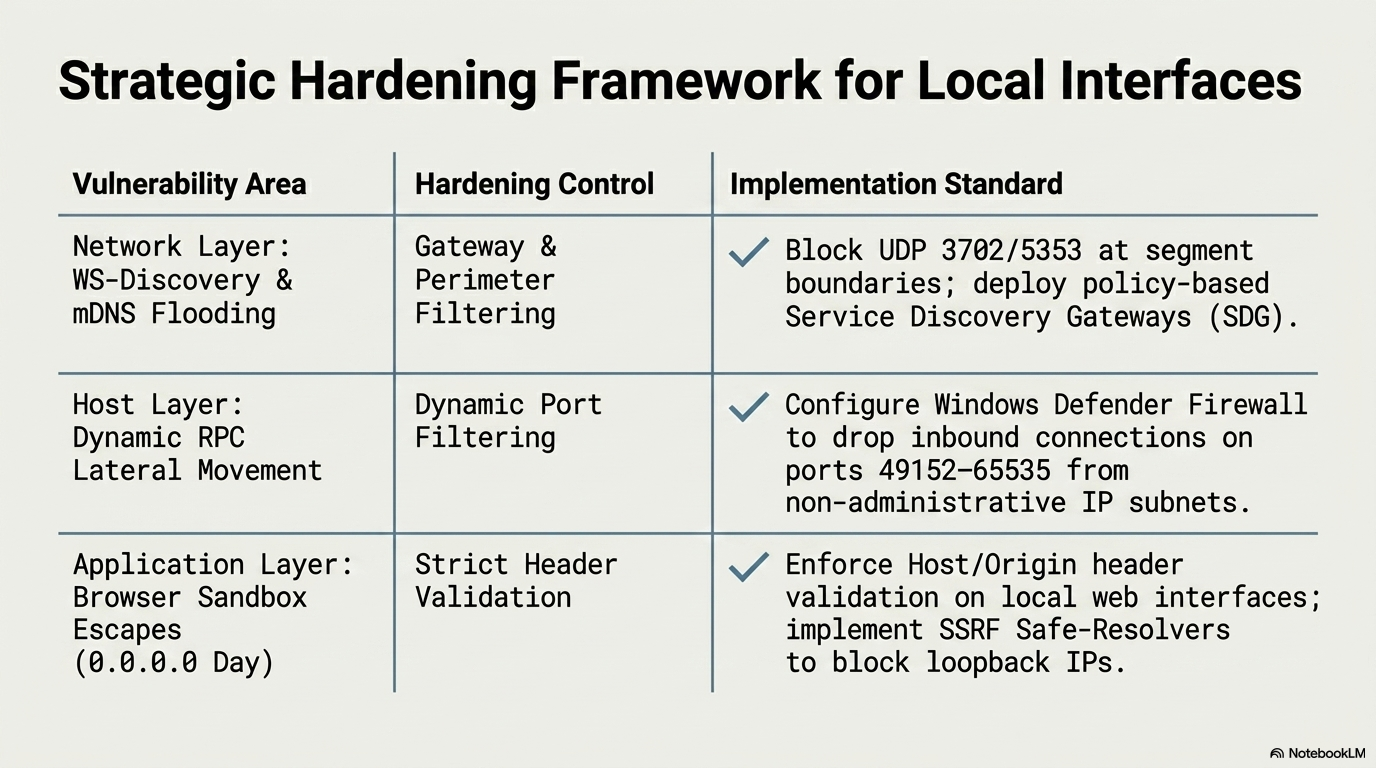 Strategic Hardening Framework for Local Interfaces
Vulnerability Area
Hardening Control
Implementation Standard
Network Layer:
WS-Discovery &
mDNS Flooding
Gateway &
Perimeter
Filtering
Block UDP 3702/5353 at segment
boundaries; deploy policy-based
Service Discovery Gateways (SDG).
Host Layer:
Dynamic RPC
Lateral Movement
Dynamic Port
Filtering
Configure Windows Defender Firewall
to drop inbound connections on
ports 49152–65535 from
non-administrative IP subnets.
Application Layer:
Browser Sandbox
Escapes
(0.0.0.0 Day)
Strict Header
Validation
Enforce Host/Origin header
validation on local web interfaces;
implement SSRF Safe-Resolvers
to block loopback IPs.
NotebookLM